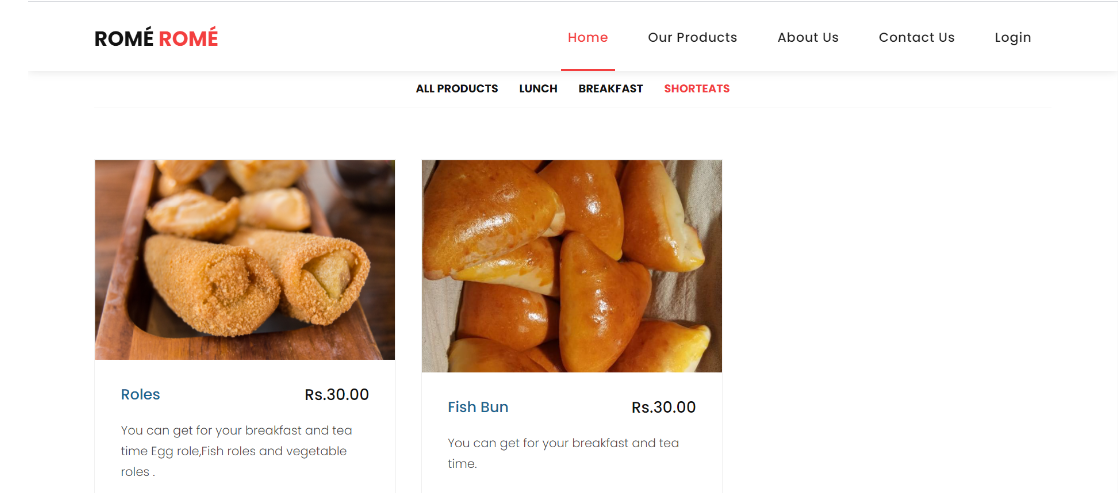 ROMÉ ROMÉ
Home Our Products About Us Contact Us Login
ALL PRODUCTS LUNCH BREAKFAST SHORTEATS
Roles Rs.30.00
You can get for your breakfast and tea
time Egg role,Fish roles and vegetable
roles .
Fish Bun Rs.30.00
You can get for your breakfast and tea
time.